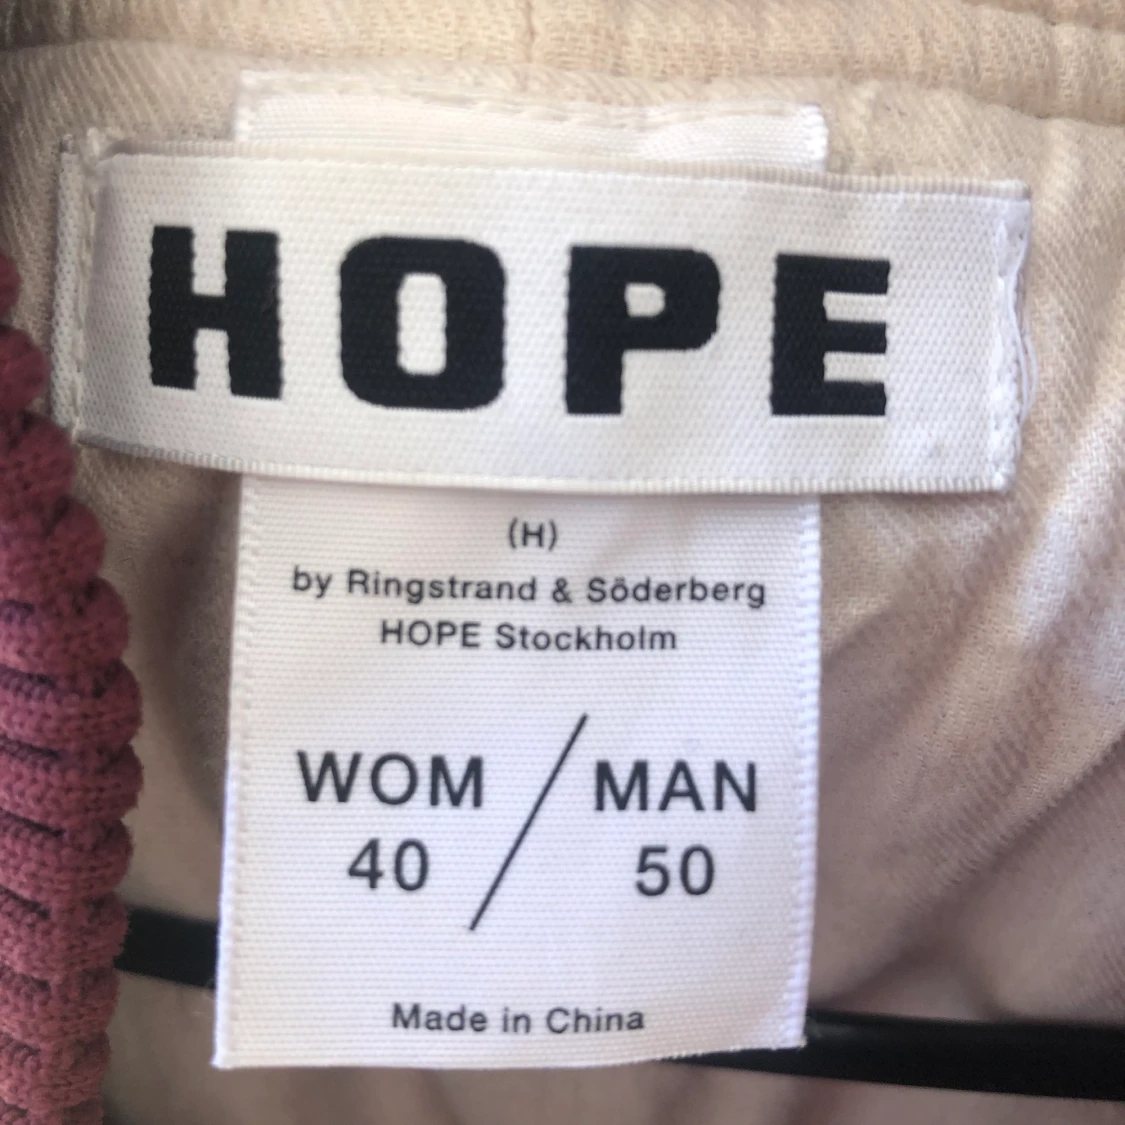 HOPE
(H)
by Ringstrand & Söderberg
HOPE Stockholm
WOM / MAN
40 50
Made in China